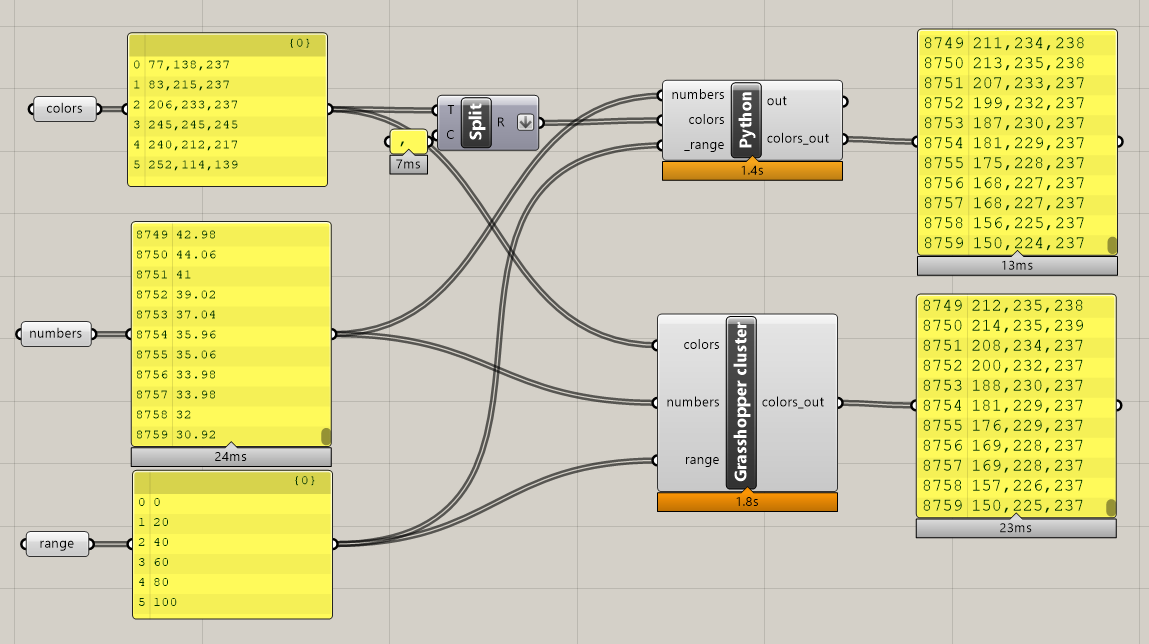 colors
{0}
0 77,138,237
1 83,215,237
2 206,233,237
3 245,245,245
4 240,212,217
5 252,114,139
,
7ms
T
C
Split
R
numbers
8749 42.98
8750 44.06
8751 41
8752 39.02
8753 37.04
8754 35.96
8755 35.06
8756 33.98
8757 33.98
8758 32
8759 30.92
24ms
range
{0}
0 0
1 20
2 40
3 60
4 80
5 100
numbers
colors
_range
Python
out
colors_out
1.4s
8749 211,234,238
8750 213,235,238
8751 207,233,237
8752 199,232,237
8753 187,230,237
8754 181,229,237
8755 175,228,237
8756 168,227,237
8757 168,227,237
8758 156,225,237
8759 150,224,237
13ms
colors
numbers
range
Grasshopper cluster
colors_out
1.8s
8749 212,235,238
8750 214,235,239
8751 208,234,237
8752 200,232,237
8753 188,230,237
8754 181,229,237
8755 176,229,237
8756 169,228,237
8757 169,228,237
8758 157,226,237
8759 150,225,237
23ms